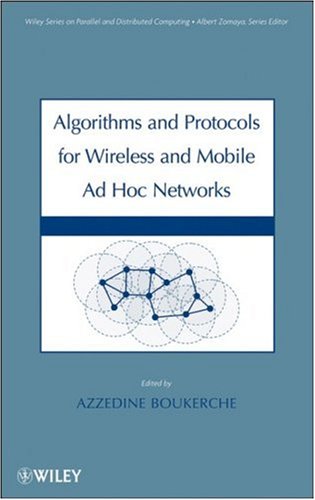 Wiley Series on Parallel and Distributed Computing • Albert Zomaya, Series Editor
Algorithms and Protocols
for Wireless and Mobile
Ad Hoc Networks
Edited by
AZZEDINE BOUKERCHE
WILEY